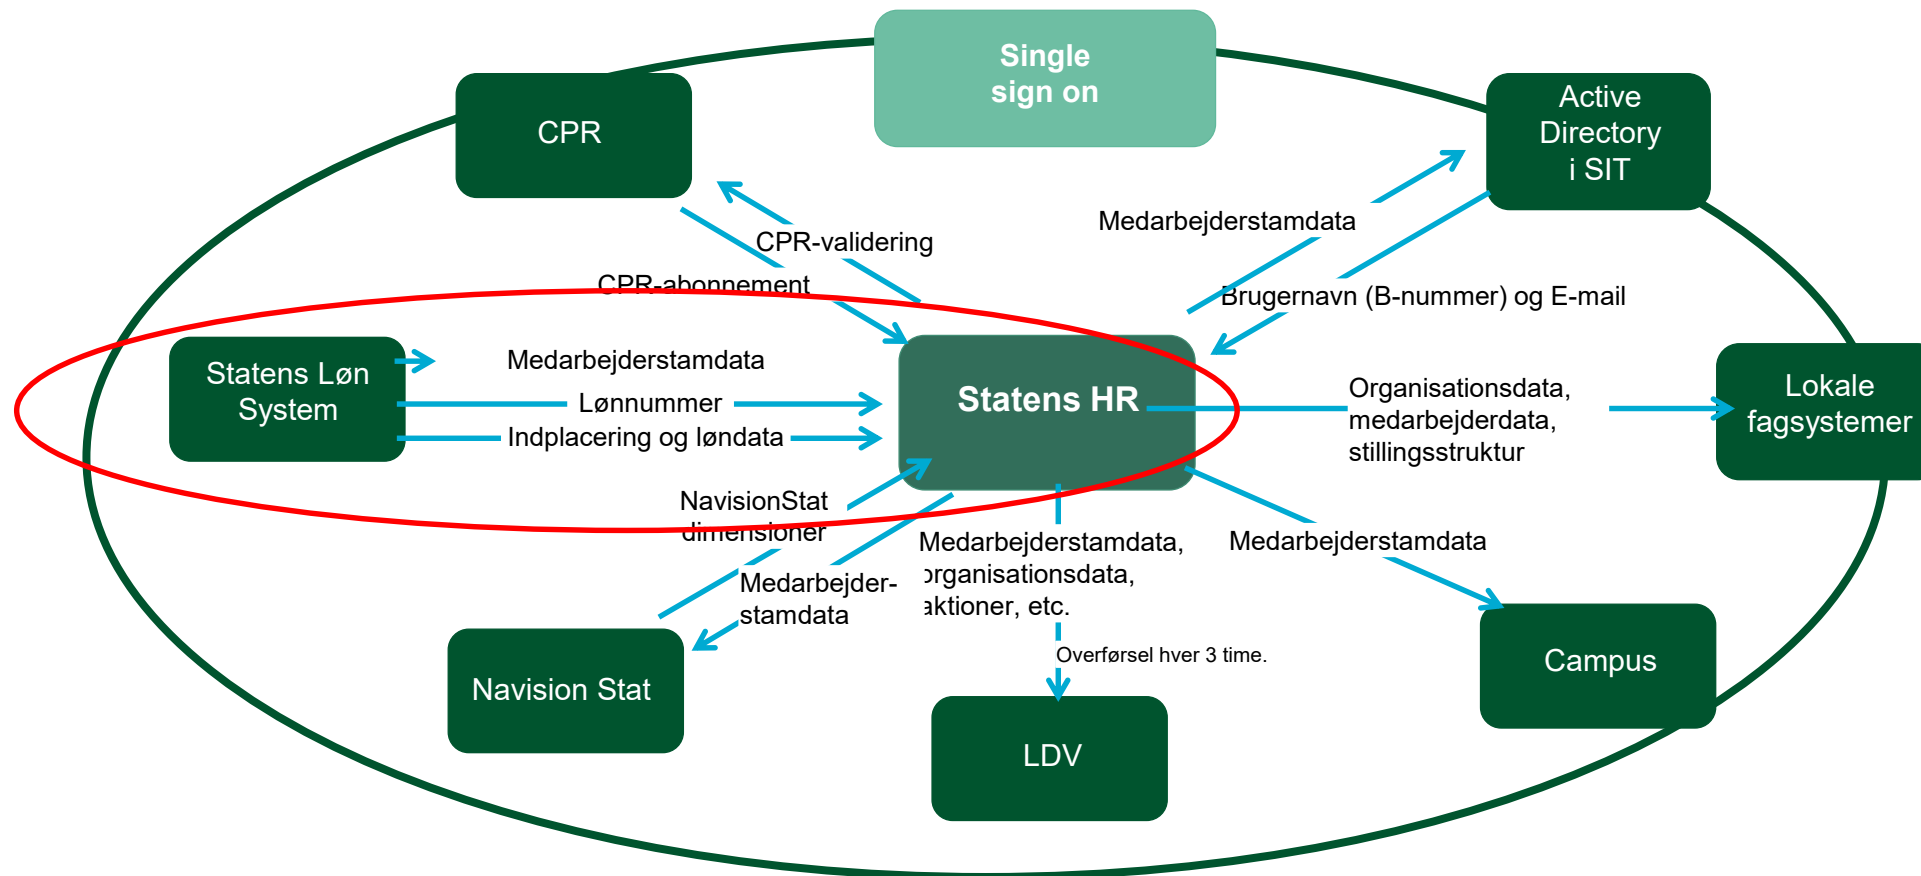 Single
sign on
CPR
Active
Directory
i SIT
Medarbejderstamdata
CPR-validering
CPR-abonnement
Brugernavn (B-nummer) og E-mail
Statens Løn
System
Medarbejderstamdata
Lønnummer
Indplacering og løndata
Statens HR
Organisationsdata,
medarbejderdata,
stillingsstruktur
Lokale
fagsystemer
NavisionStat
dimensioner
Medarbejder-
stamdata
Medarbejderstamdata,
organisationsdata,
aktioner, etc.
Medarbejderstamdata
Overførsel hver 3 time.
Navision Stat
LDV
Campus